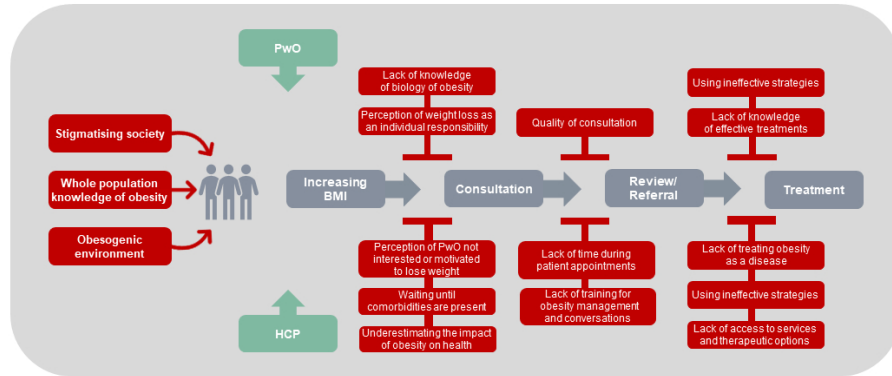 PwO
Lack of knowledge
of biology of obesity
Perception of weight loss as
an individual responsibility
Using ineffective strategies
Lack of knowledge
of effective treatments
Quality of consultation
Stigmatising society
Whole population
knowledge of obesity
Obesogenic
environment
Increasing
BMI
Consultation
Review/
Referral
Treatment
Perception of PwO not
interested or motivated
to lose weight
Waiting until
comorbidities are present
Underestimating the impact
of obesity on health
Lack of time during
patient appointments
Lack of training for
obesity management
and conversations
Lack of treating obesity
as a disease
Using ineffective strategies
Lack of access to services
and therapeutic options
HCP